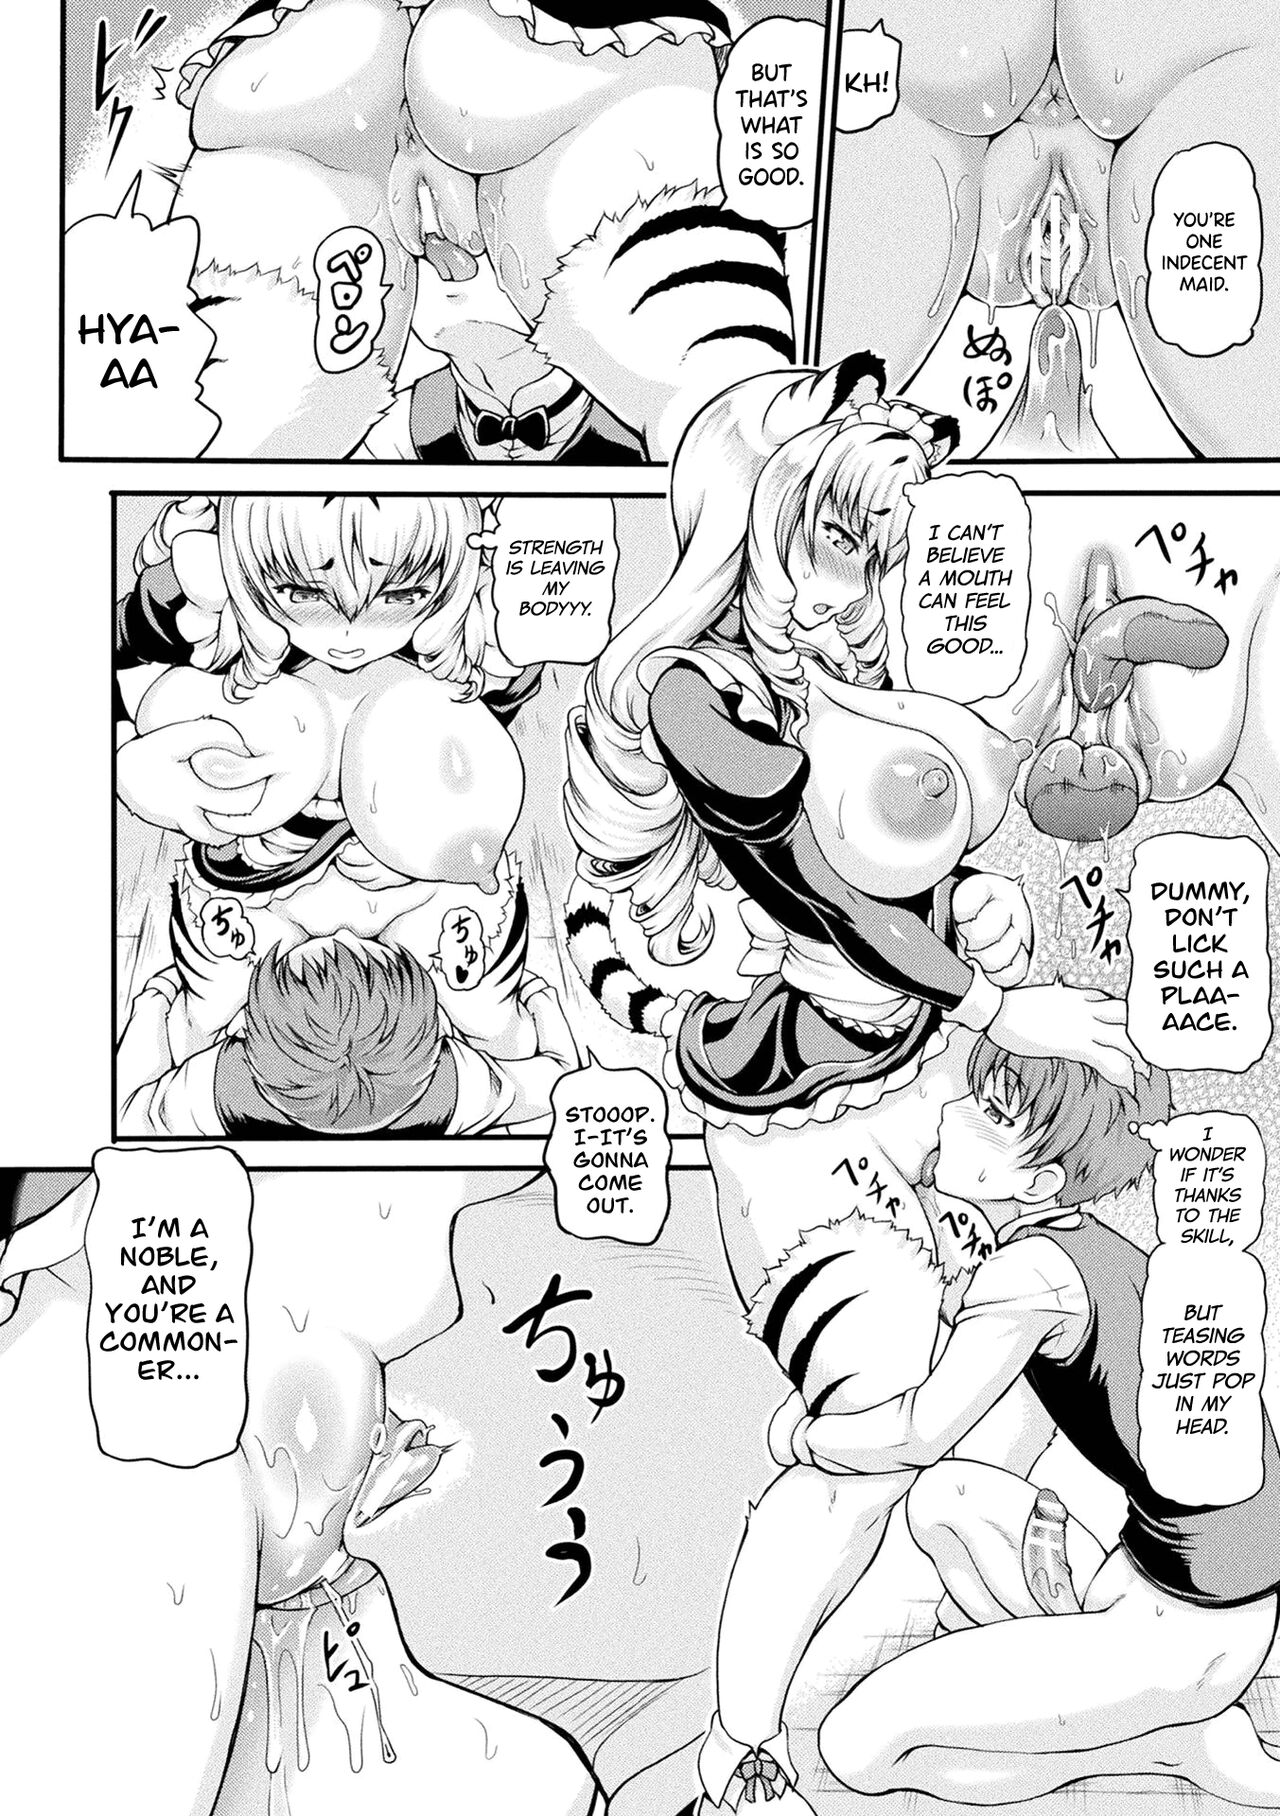 YOU'RE
ONE
INDECENT
MAID.
KH!
ぬ
ぽ°
BUT
THAT'S
WHAT
IS SO
GOOD.
ペロン
HYA-
AA
ペチャ
I CAN'T
BELIEVE
A MOUTH
CAN FEEL
THIS
GOOD...
STRENGTH
IS LEAVING
MY
BODYYY.
DUMMY,
DON'T
LICK
SUCH A
PLAA-
AACE.
ペチャ
ちゅ
ちゅ♥
STOOOP.
I-IT'S
GONNA
COME
OUT.
I
WONDER
IF IT'S
THANKS
TO THE
SKILL,
BUT
TEASING
WORDS
JUST POP
IN MY
HEAD.
ペチャ
ペチャ
ちゅうう
I'M A
NOBLE,
AND
YOU'RE A
COMMON-
ER...
ピュ